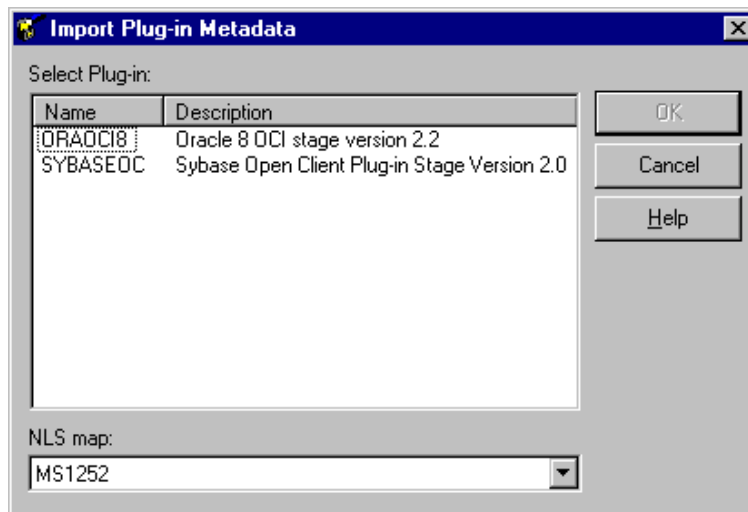 Import Plug-in Metadata
Select Plug-in:
Name Description
ORAOCI8 Oracle 8 OCI stage version 2.2
SYBASEOC Sybase Open Client Plug-in Stage Version 2.0
OK
Cancel
Help
NLS map:
MS1252